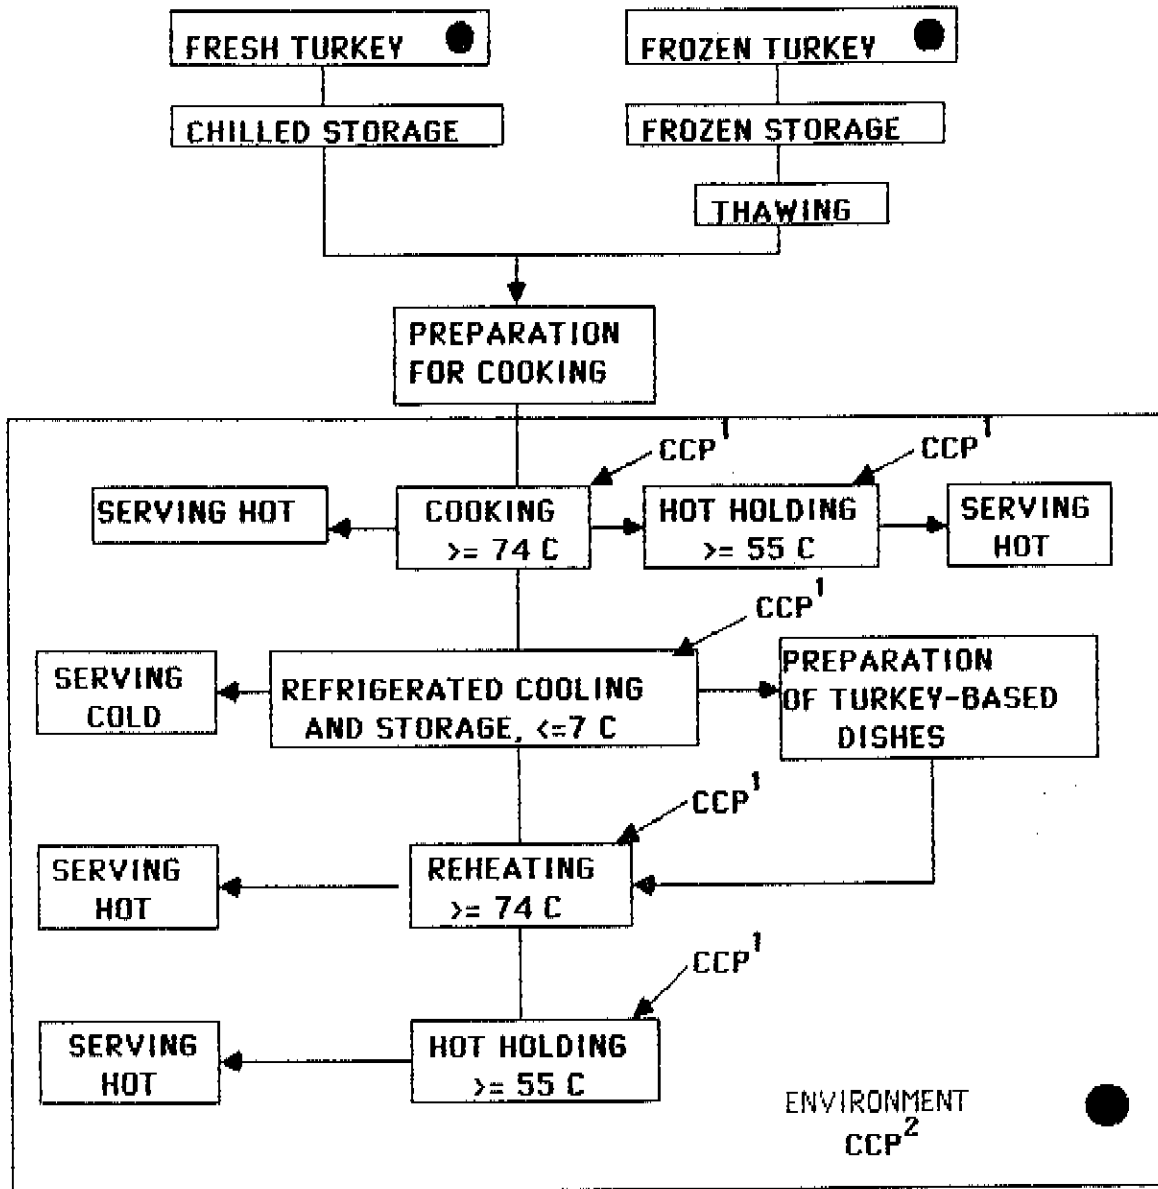 FRESH TURKEY
FROZEN TURKEY
CHILLED STORAGE
FROZEN STORAGE
THAWING
PREPARATION
FOR COOKING
CCP1
CCP1
SERVING HOT
COOKING
>= 74 C
HOT HOLDING
>= 55 C
SERVING
HOT
CCP1
SERVING
COLD
REFRIGERATED COOLING
AND STORAGE, <=7 C
PREPARATION
OF TURKEY-BASED
DISHES
CCP1
SERVING
HOT
REHEATING
>= 74 C
CCP1
SERVING
HOT
HOT HOLDING
>= 55 C
ENVIRONMENT
CCP2